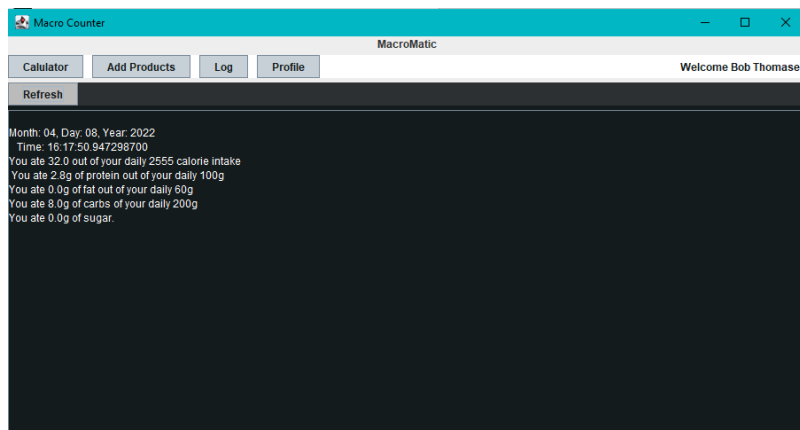 Macro Counter
MacroMatic
Calulator Add Products Log Profile Welcome Bob Thomase
Refresh
Month: 04, Day: 08, Year: 2022
Time: 16:17:50.947298700
You ate 32.0 out of your daily 2555 calorie intake
You ate 2.8g of protein out of your daily 100g
You ate 0.0g of fat out of your daily 60g
You ate 8.0g of carbs of your daily 200g
You ate 0.0g of sugar.